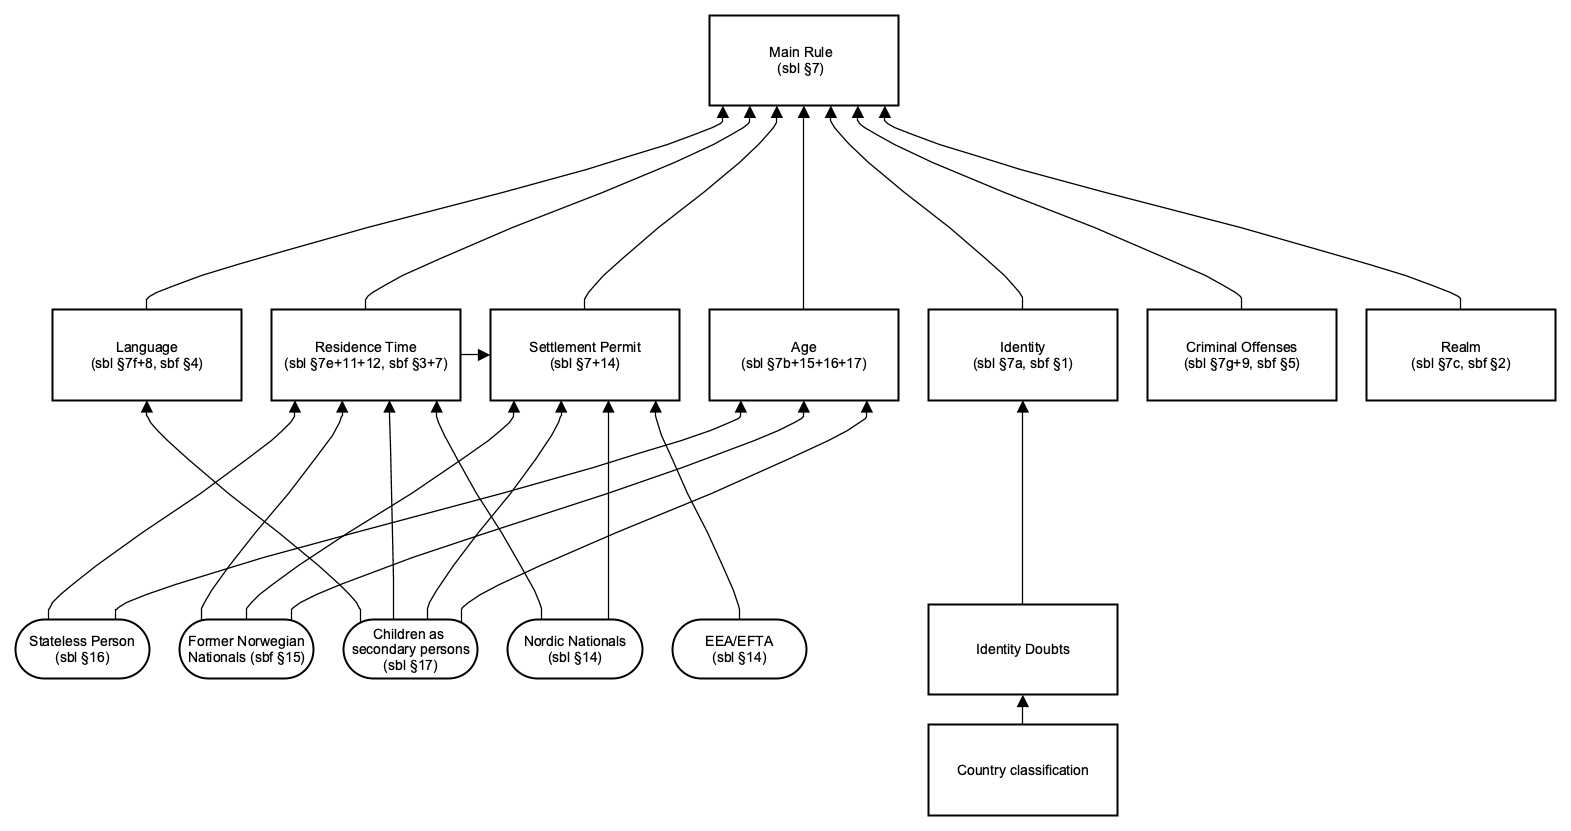 Main Rule
(sbl §7)
Language
(sbl §7f+8, sbf §4)
Residence Time
(sbl §7e+11+12, sbf §3+7)
Settlement Permit
(sbl §7+14)
Age
(sbl §7b+15+16+17)
Identity
(sbl §7a, sbf §1)
Criminal Offenses
(sbl §7g+9, sbf §5)
Realm
(sbl §7c, sbf §2)
Stateless Person
(sbl §16)
Former Norwegian
Nationals (sbf §15)
Children as
secondary persons
(sbl §17)
Nordic Nationals
(sbl §14)
EEA/EFTA
(sbl §14)
Identity Doubts
Country classification